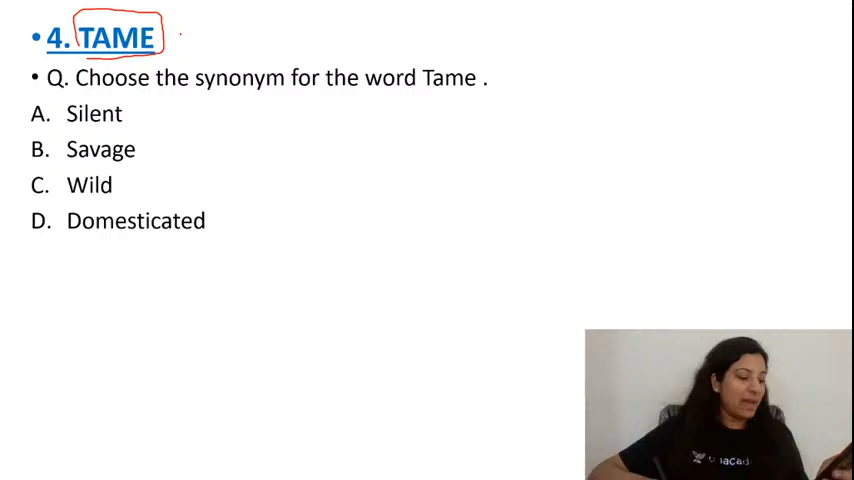 • 4. TAME
• Q. Choose the synonym for the word Tame .
A. Silent
B. Savage
C. Wild
D. Domesticated